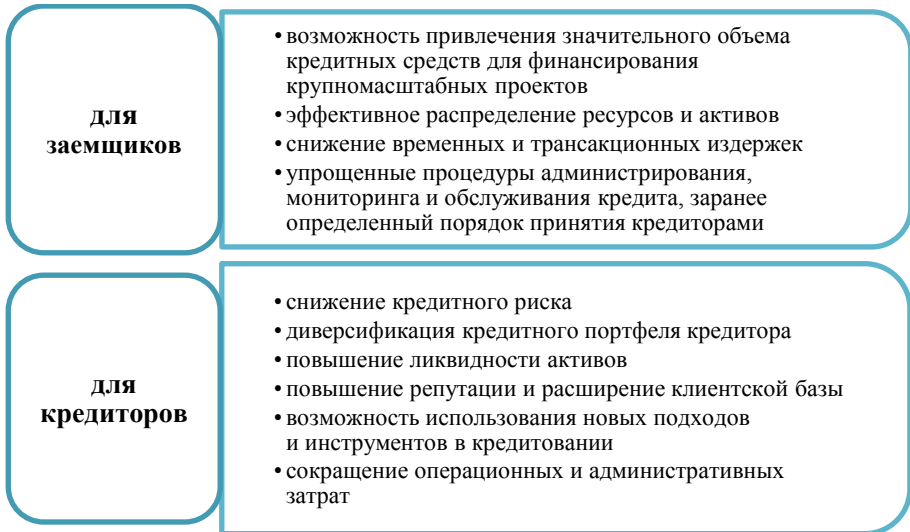 для
заемщиков
• возможность привлечения значительного объема
кредитных средств для финансирования
крупномасштабных проектов
• эффективное распределение ресурсов и активов
• снижение временных и трансакционных издержек
• упрощенные процедуры администрирования,
мониторинга и обслуживания кредита, заранее
определенный порядок принятия кредиторами
для
кредиторов
• снижение кредитного риска
• диверсификация кредитного портфеля кредитора
• повышение ликвидности активов
• повышение репутации и расширение клиентской базы
• возможность использования новых подходов
и инструментов в кредитовании
• сокращение операционных и административных
затрат